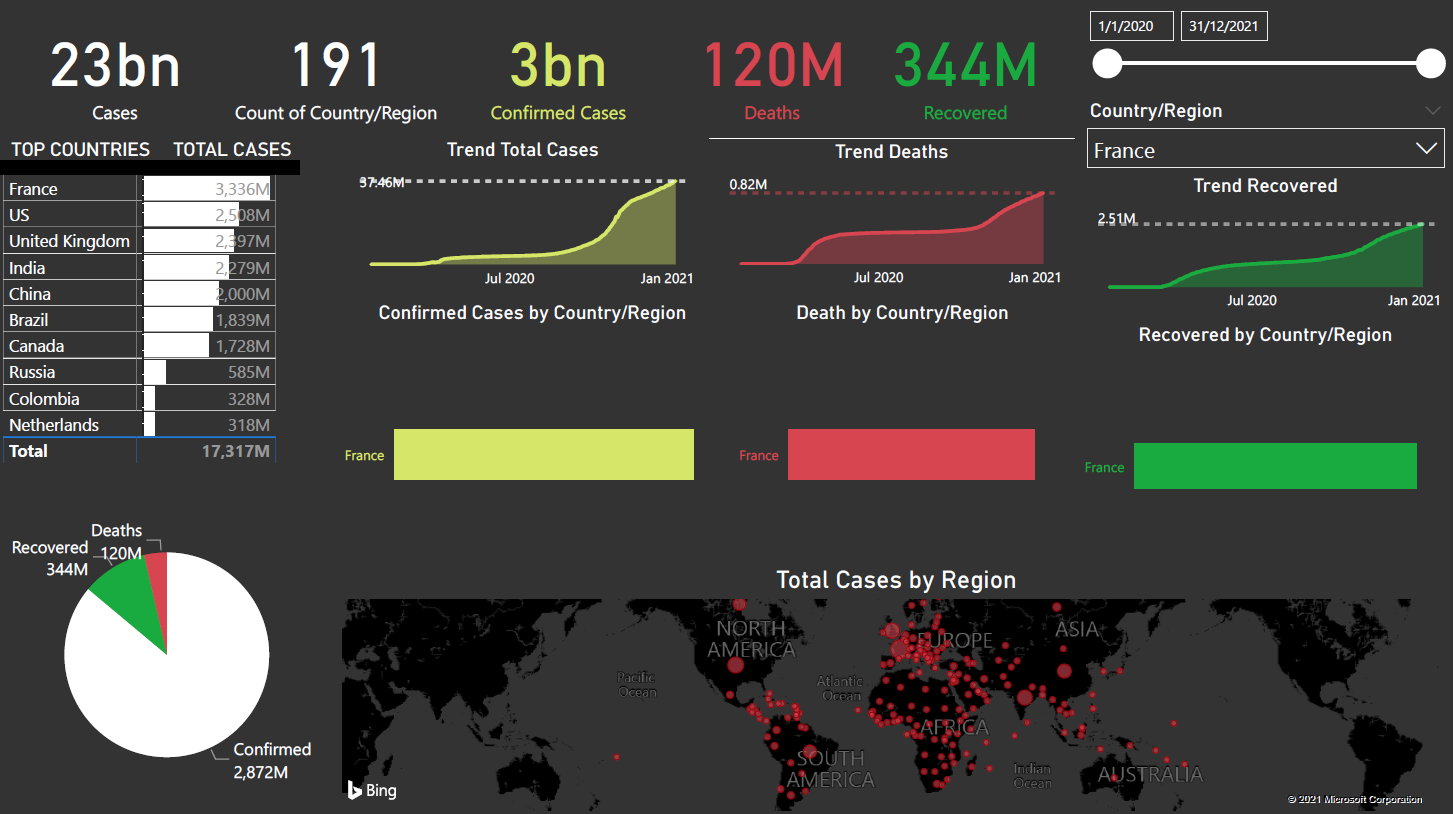 23bn
Cases
191
Count of Country/Region
3bn
Confirmed Cases
120M
Deaths
344M
Recovered
1/1/2020
31/12/2021
Country/Region
France
TOP COUNTRIES TOTAL CASES
France 3,336M
US 2,508M
United Kingdom 2,397M
India 2,279M
China 2,000M
Brazil 1,839M
Canada 1,728M
Russia 585M
Colombia 328M
Netherlands 318M
Total 17,317M
Trend Total Cases
37.46M
Jul 2020 Jan 2021
Trend Deaths
0.82M
Jul 2020 Jan 2021
Trend Recovered
2.51M
Jul 2020 Jan 2021
Confirmed Cases by Country/Region
France
Death by Country/Region
France
Recovered by Country/Region
France
Deaths
120M
Recovered
344M
Confirmed
2,872M
Total Cases by Region
NORTH
AMERICA
EUROPE
ASIA
Pacific
Ocean
Atlantic
Ocean
AFRICA
SOUTH
AMERICA
Indian
Ocean
AUSTRALIA
Bing
© 2021 Microsoft Corporation